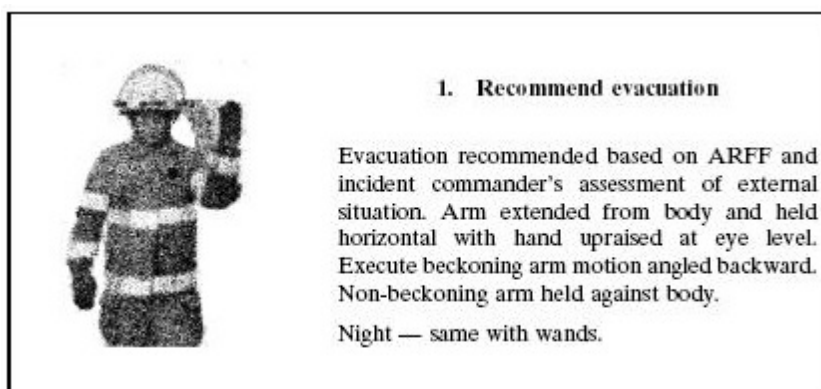 1. Recommend evacuation
Evacuation recommended based on ARFF and
incident commander's assessment of external
situation. Arm extended from body and held
horizontal with hand upraised at eye level.
Execute beckoning arm motion angled backward.
Non-beckoning arm held against body.
Night — same with wands.